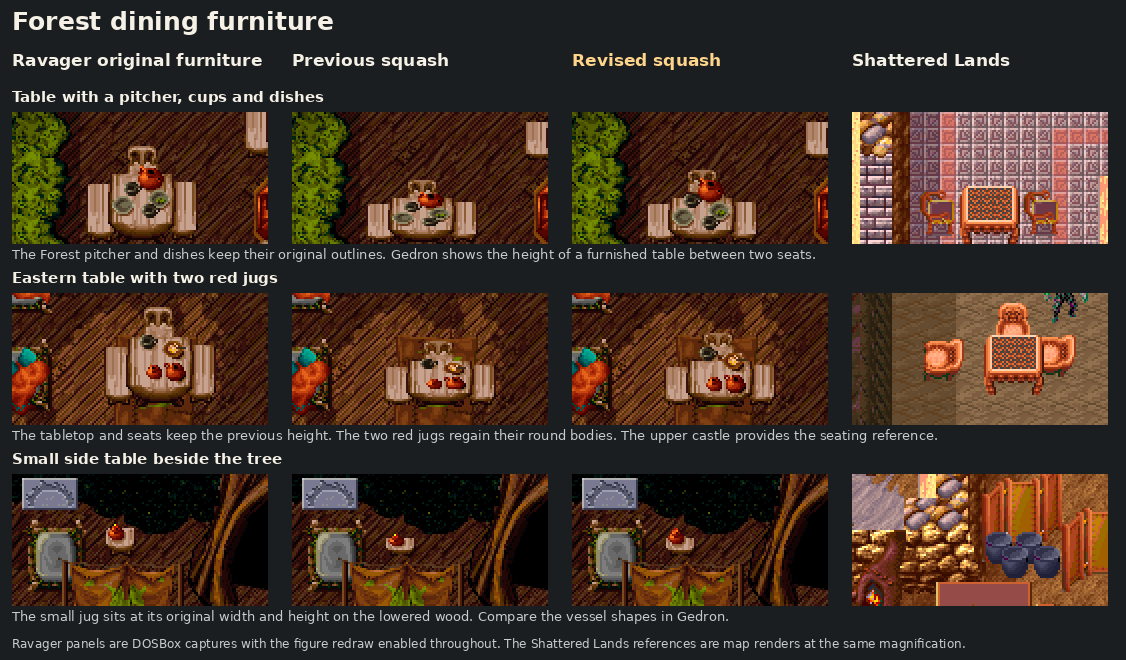 Forest dining furniture
Ravager original furniture
Previous squash
Revised squash
Shattered Lands
Table with a pitcher, cups and dishes
The Forest pitcher and dishes keep their original outlines. Gedron shows the height of a furnished table between two seats.
Eastern table with two red jugs
The tabletop and seats keep the previous height. The two red jugs regain their round bodies. The upper castle provides the seating reference.
Small side table beside the tree
The small jug sits at its original width and height on the lowered wood. Compare the vessel shapes in Gedron.
Ravager panels are DOSBox captures with the figure redraw enabled throughout. The Shattered Lands references are map renders at the same magnification.